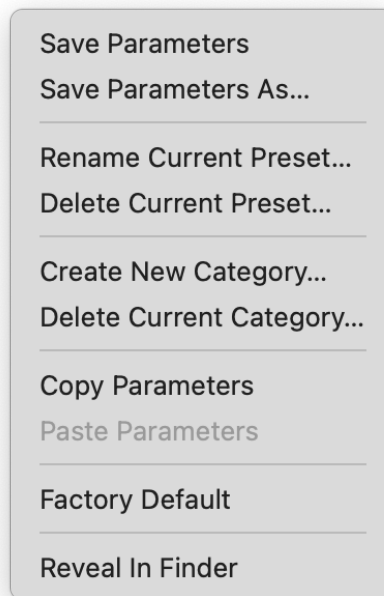 Save Parameters
Save Parameters As...
Rename Current Preset...
Delete Current Preset...
Create New Category...
Delete Current Category...
Copy Parameters
Paste Parameters
Factory Default
Reveal In Finder